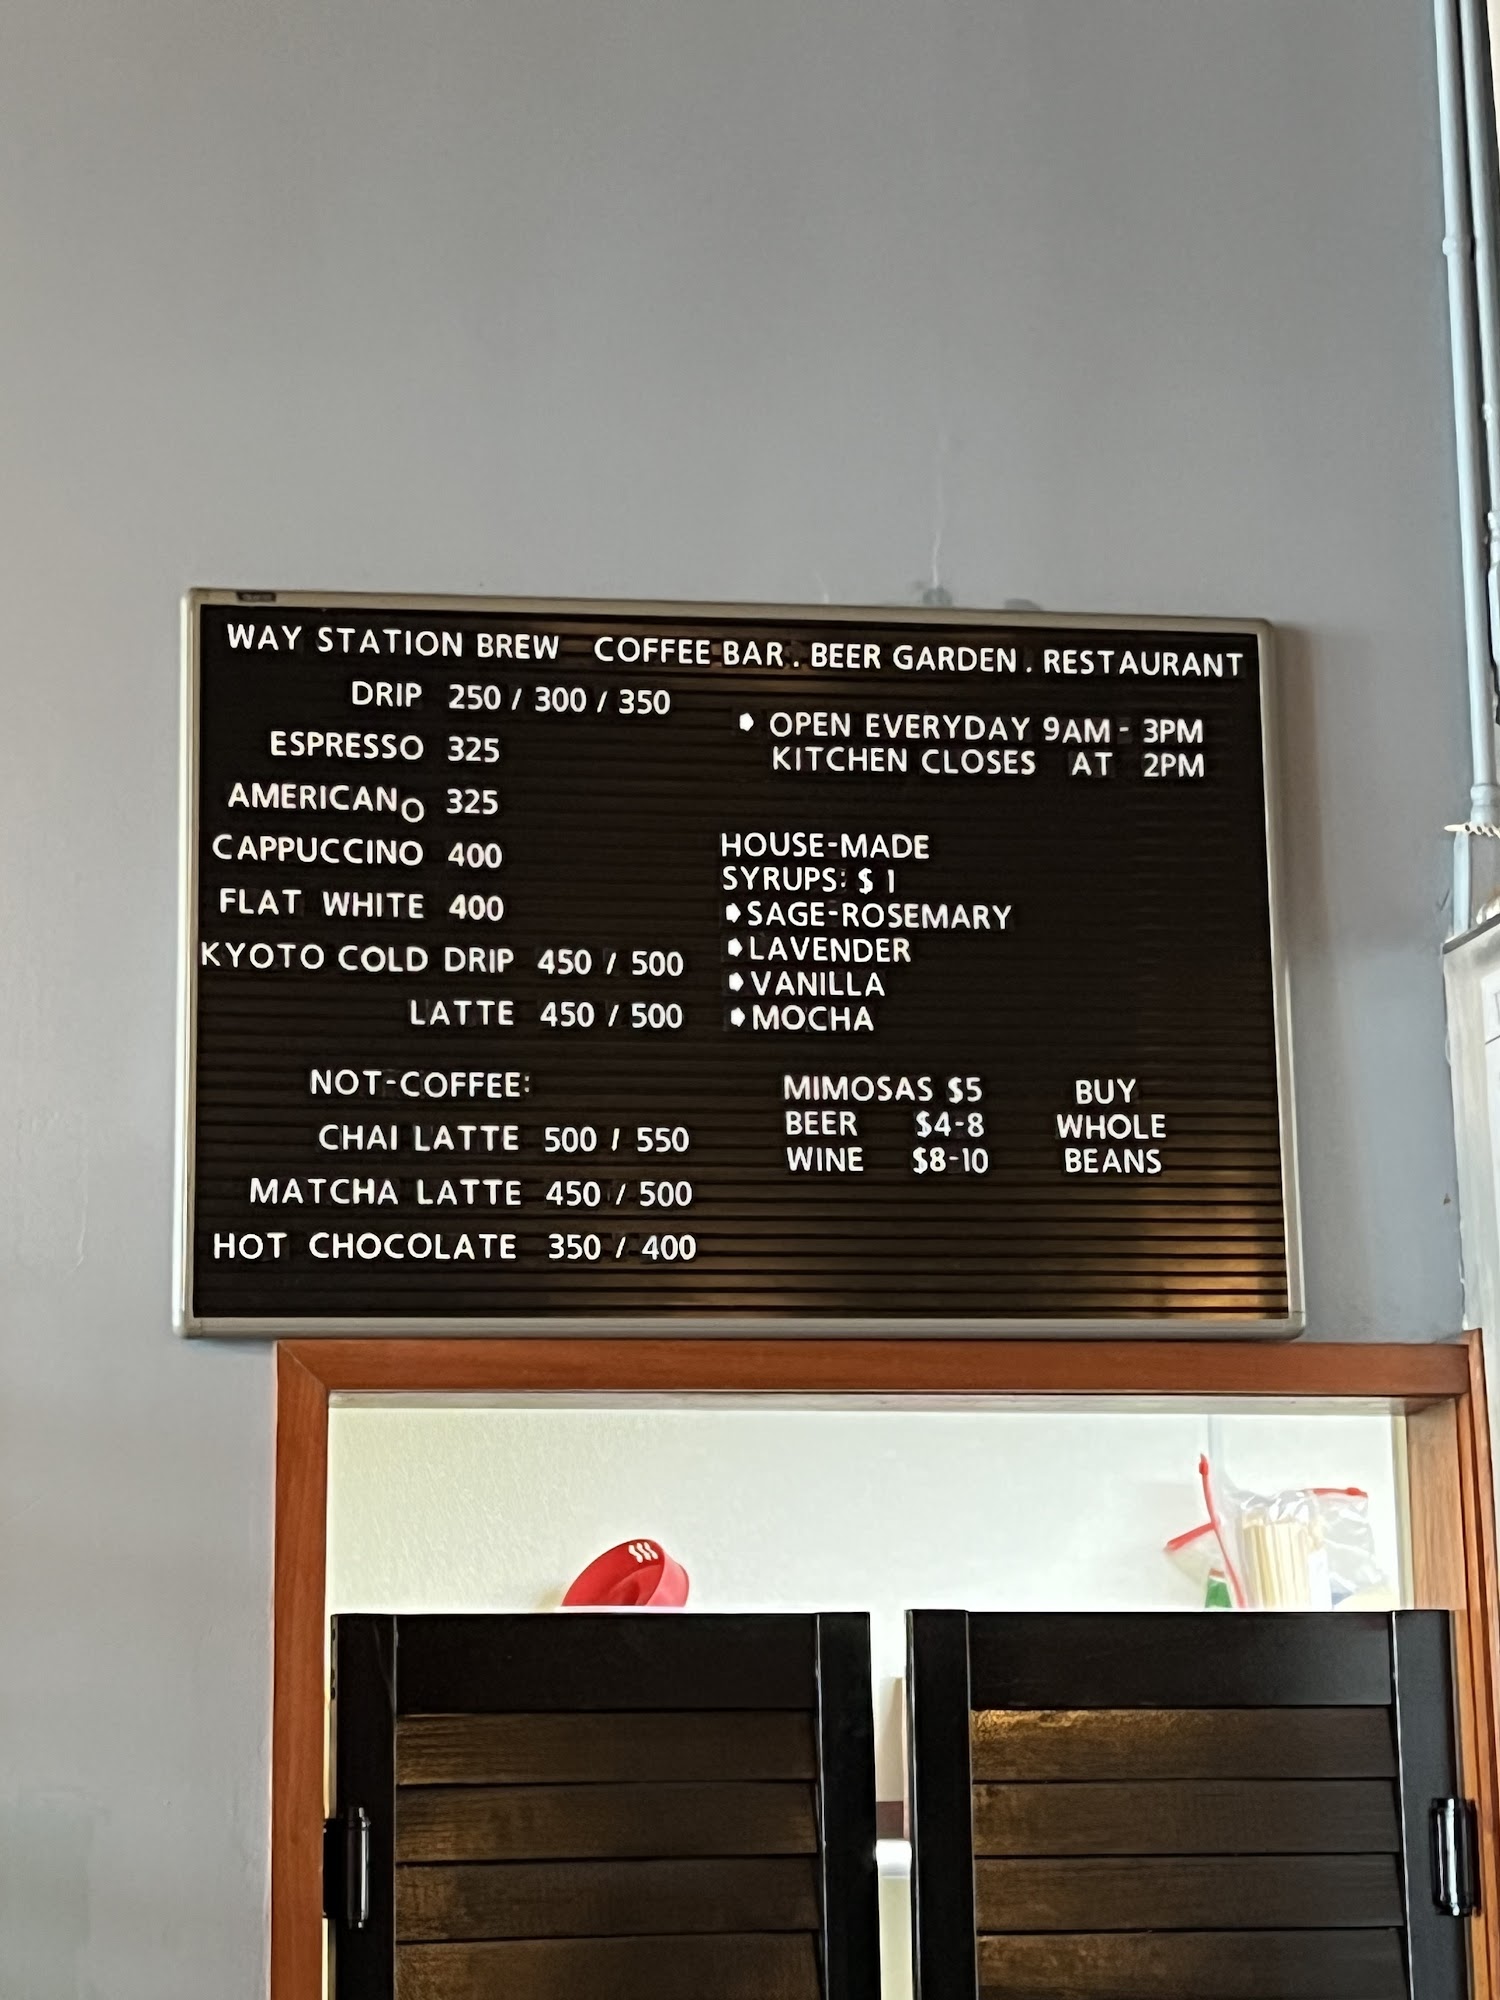 WAY STATION BREW COFFEE BAR . BEER GARDEN . RESTAURANT
DRIP 250 / 300 / 350
ESPRESSO 325
AMERICANO 325
CAPPUCCINO 400
FLAT WHITE 400
KYOTO COLD DRIP 450 / 500
LATTE 450 / 500
NOT-COFFEE:
CHAI LATTE 500 / 550
MATCHA LATTE 450 / 500
HOT CHOCOLATE 350 / 400
OPEN EVERYDAY 9AM - 3PM
KITCHEN CLOSES AT 2PM
HOUSE-MADE
SYRUPS: $ 1
SAGE-ROSEMARY
LAVENDER
VANILLA
MOCHA
MIMOSAS $5
BEER $4-8
WINE $8-10
BUY
WHOLE
BEANS